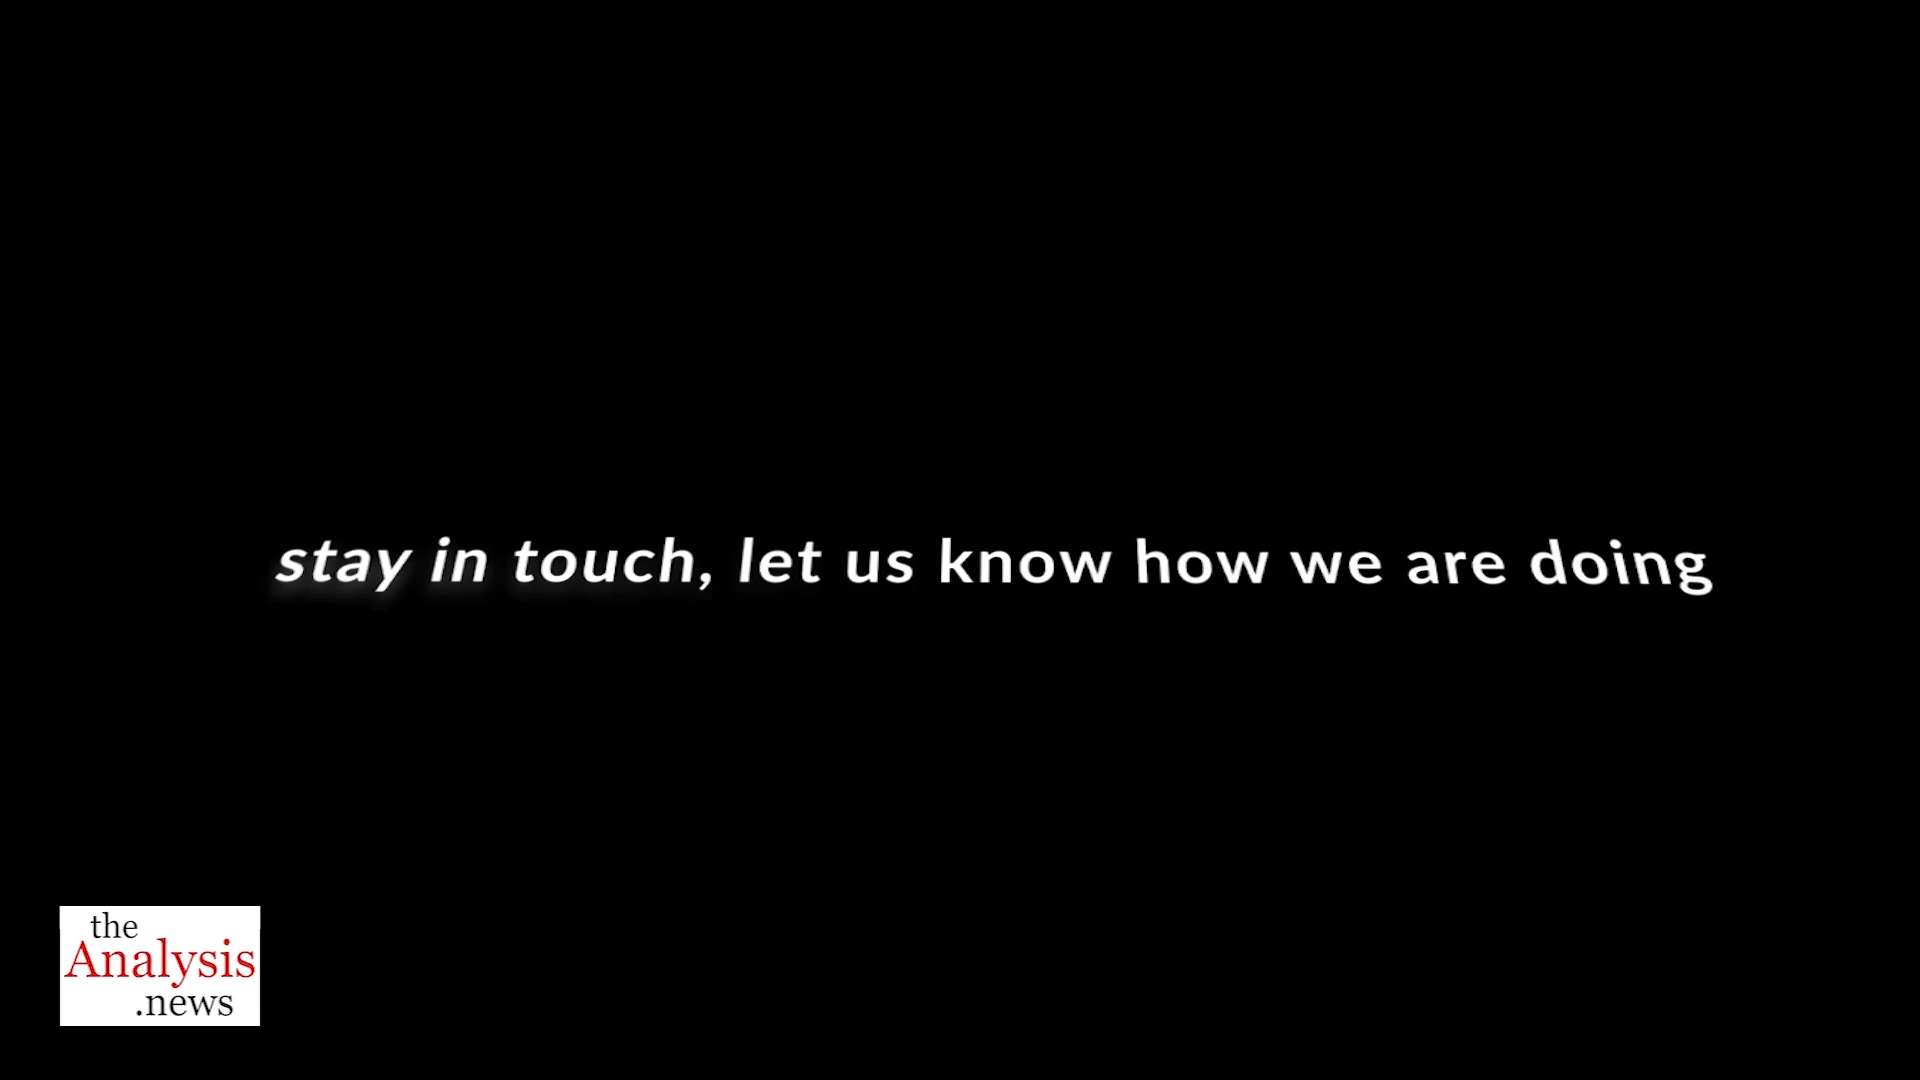 stay in touch, let us know how we are doing
the
Analysis
.news